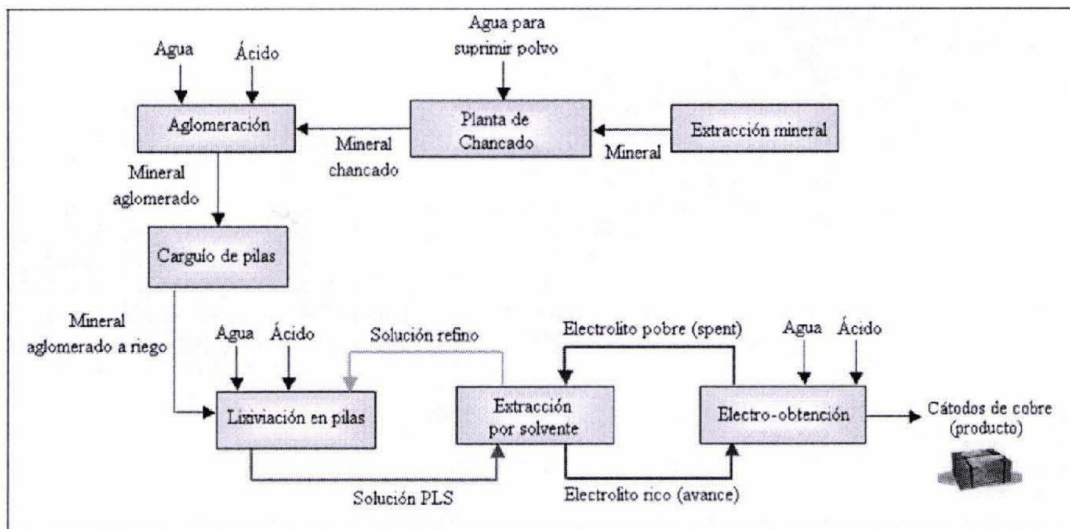 Agua para
suprimir polvo
Agua
Ácido
Aglomeración
Planta de
Chancado
Extracción mineral
Mineral
chancado
Mineral
Mineral
aglomerado
Carguío de pilas
Mineral
aglomerado a riego
Agua
Ácido
Solución refino
Electrolito pobre (spent)
Agua
Ácido
Lixiviación en pilas
Extracción
por solvente
Electro-obtención
Cátodos de cobre
(producto)
Solución PLS
Electrolito rico (avance)